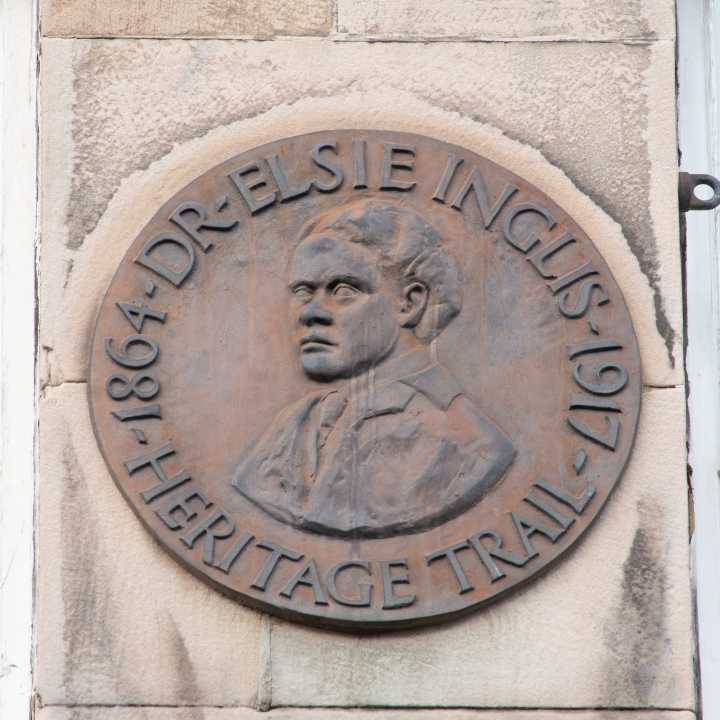 1864-DR-ELSIE INGLIS-1917-
HERITAGE TRAIL-